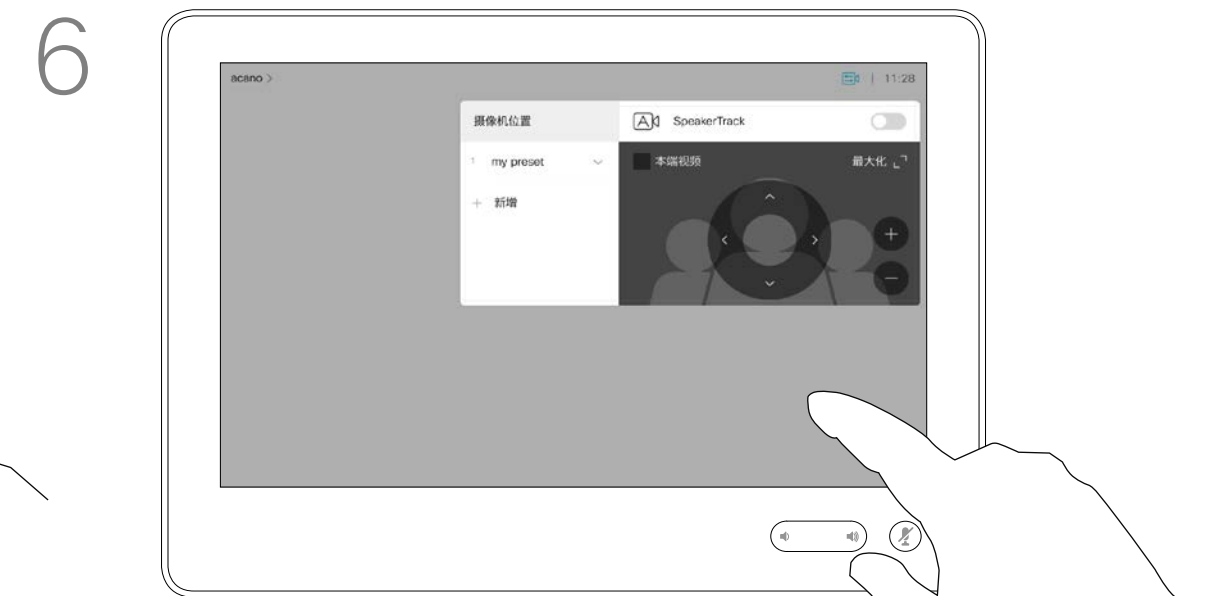 6
acano >
11:28
摄像机位置
SpeakerTrack
1 my preset
本端视频
最大化
+ 新增